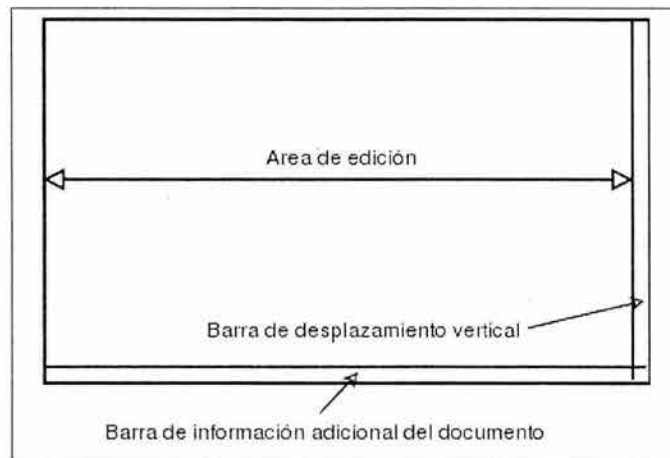 Area de edición
Barra de desplazamiento vertical
Barra de información adicional del documento